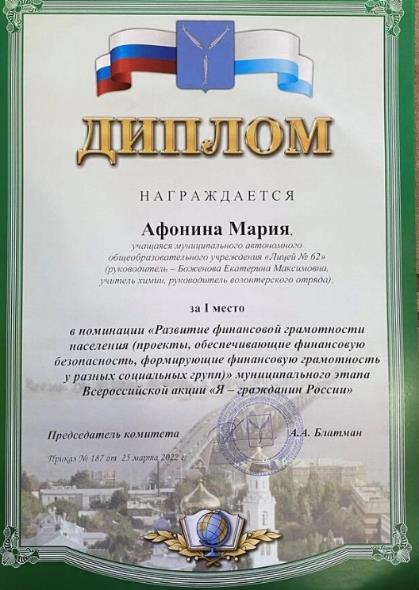 ДИПЛОМ
НАГРАЖДАЕТСЯ
Афонина Мария,
учащаяся муниципального автономного
общеобразовательного учреждения «Лицей № 62»
(руководитель – Боженова Екатерина Максимовна,
учитель химии, руководитель волонтерского отряда),
за I место
в номинации «Развитие финансовой грамотности
населения (проекты, обеспечивающие финансовую
безопасность, формирующие финансовую грамотность
у разных социальных групп)» муниципального этапа
Всероссийской акции «Я – гражданин России»
Председатель комитета А.А. Блатман
Приказ № 187 от 25 марта 2022 г.